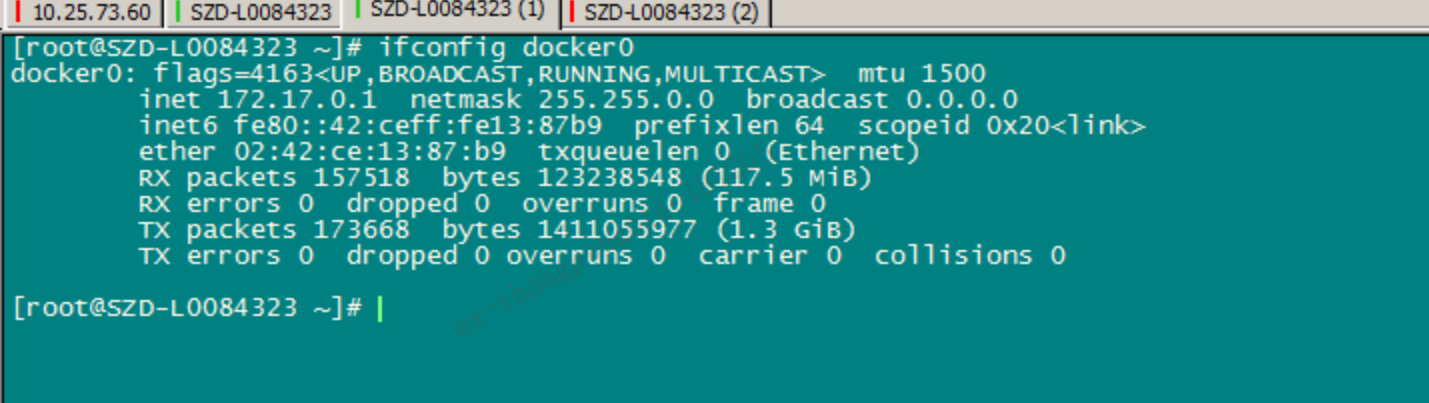 10.25.73.60 SZD-L0084323 SZD-L0084323 (1) SZD-L0084323 (2)
[root@SZD-L0084323 ~]# ifconfig docker0
docker0: flags=4163<UP,BROADCAST,RUNNING,MULTICAST>  mtu 1500
        inet 172.17.0.1  netmask 255.255.0.0  broadcast 0.0.0.0
        inet6 fe80::42:ceff:fe13:87b9  prefixlen 64  scopeid 0x20<link>
        ether 02:42:ce:13:87:b9  txqueuelen 0  (Ethernet)
        RX packets 157518  bytes 123238548 (117.5 MiB)
        RX errors 0  dropped 0  overruns 0  frame 0
        TX packets 173668  bytes 1411055977 (1.3 GiB)
        TX errors 0  dropped 0 overruns 0  carrier 0  collisions 0
[root@SZD-L0084323 ~]#